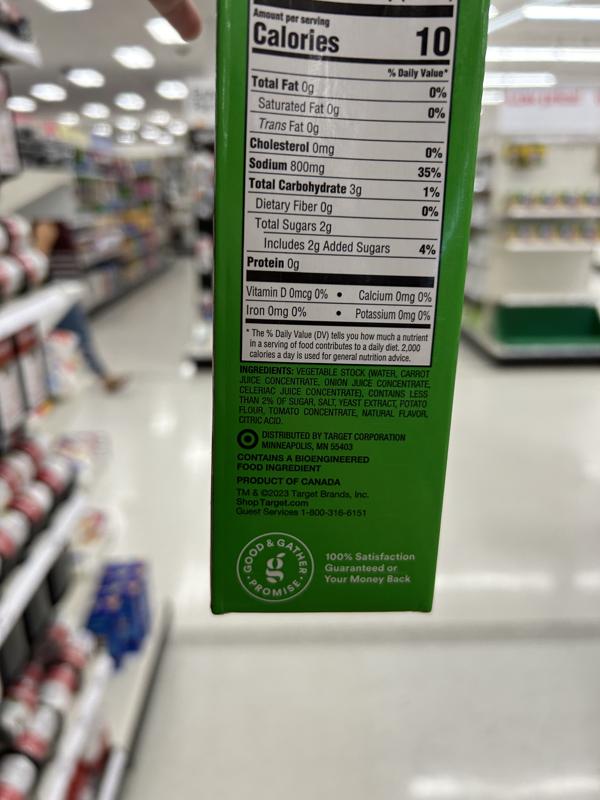 Amount per serving
Calories 10
% Daily Value*
Total Fat 0g 0%
Saturated Fat 0g 0%
Trans Fat 0g
Cholesterol 0mg 0%
Sodium 800mg 35%
Total Carbohydrate 3g 1%
Dietary Fiber 0g 0%
Total Sugars 2g
Includes 2g Added Sugars 4%
Protein 0g
Vitamin D 0mcg 0% • Calcium 0mg 0%
Iron 0mg 0% • Potassium 0mg 0%
* The % Daily Value (DV) tells you how much a nutrient
in a serving of food contributes to a daily diet. 2,000
calories a day is used for general nutrition advice.
INGREDIENTS: VEGETABLE STOCK (WATER, CARROT
JUICE CONCENTRATE, ONION JUICE CONCENTRATE,
CELERIAC JUICE CONCENTRATE), CONTAINS LESS
THAN 2% OF SUGAR, SALT, YEAST EXTRACT, POTATO
FLOUR, TOMATO CONCENTRATE, NATURAL FLAVOR,
CITRIC ACID.
DISTRIBUTED BY TARGET CORPORATION
MINNEAPOLIS, MN 55403
CONTAINS A BIOENGINEERED
FOOD INGREDIENT
PRODUCT OF CANADA
TM & ©2023 Target Brands, Inc.
Shop Target.com
Guest Services 1-800-316-6151
GOOD & GATHER
g
• PROMISE •
100% Satisfaction
Guaranteed or
Your Money Back